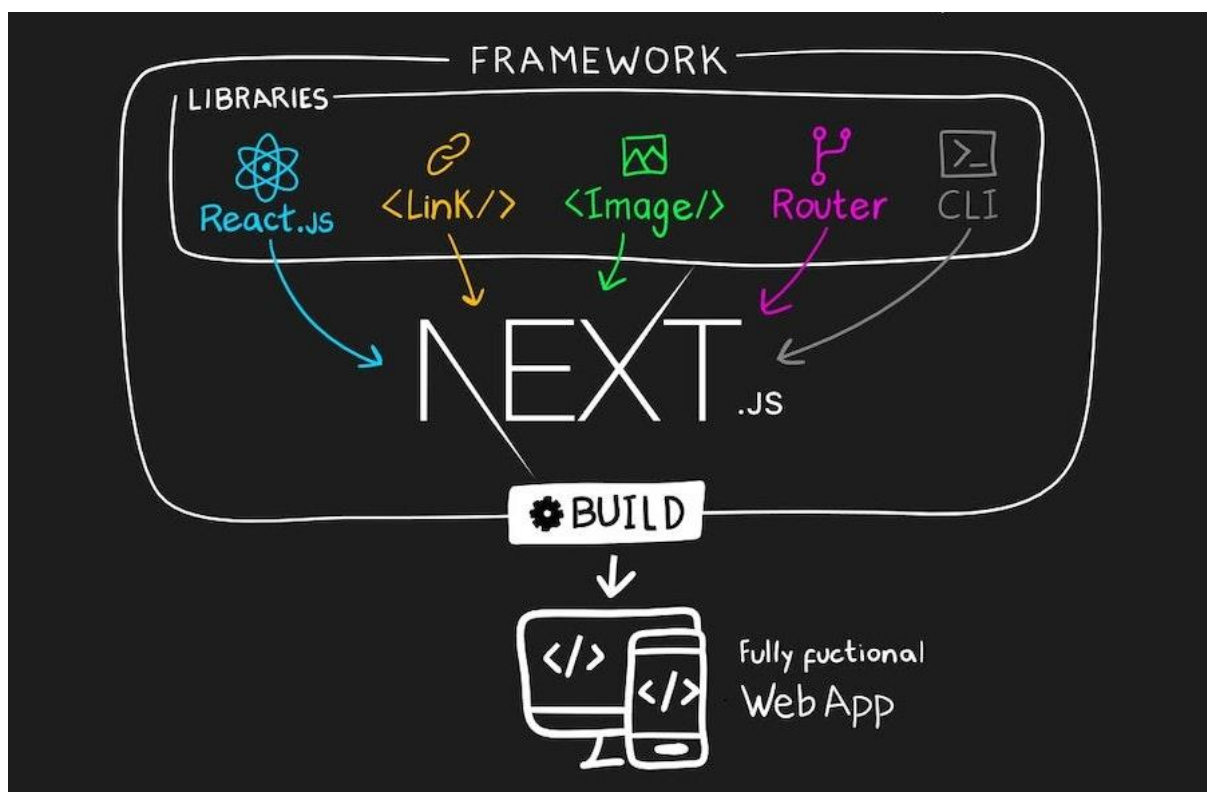 FRAMEWORK
LIBRARIES
React.JS
<LinK/>
<Image/>
Router
>_
CLI
NEXT.JS
BUILD
</>
</>
Fully fuctional
Web App